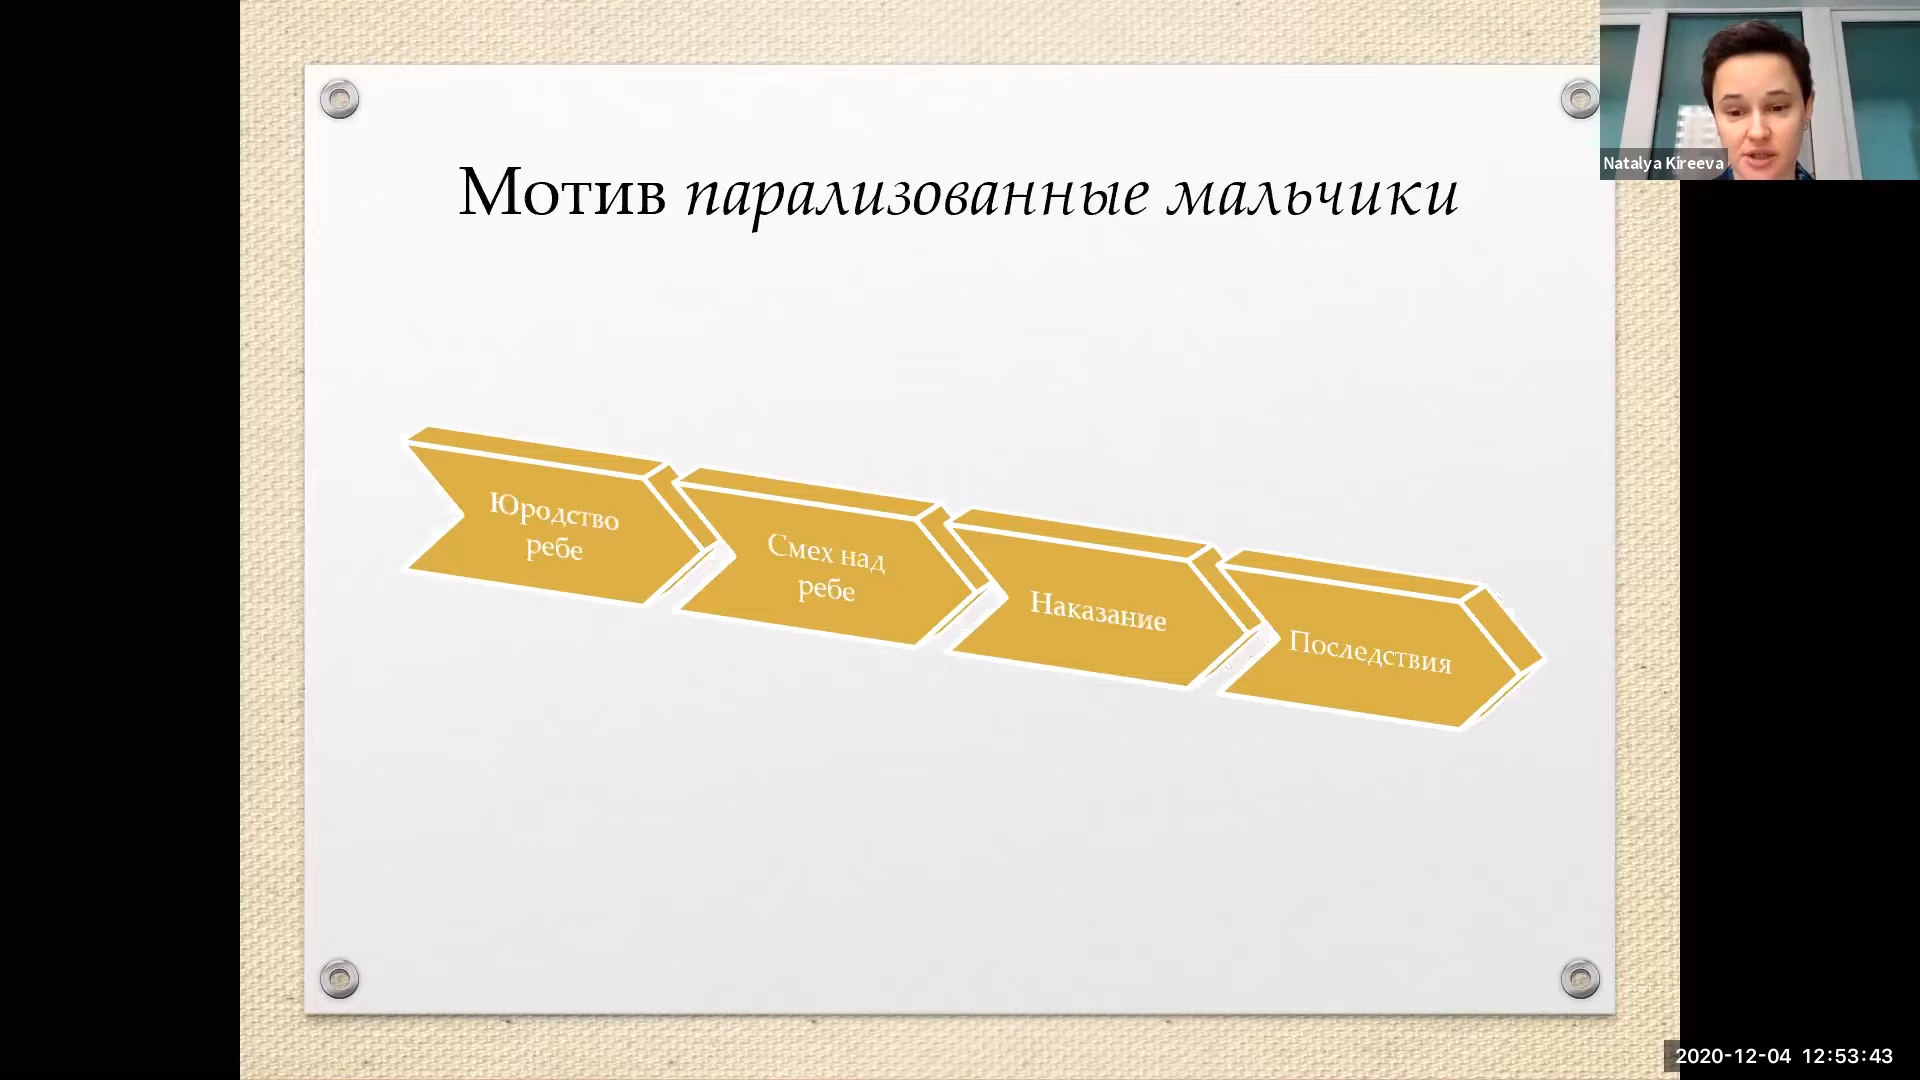 Natalya Kireeva
Мотив парализованные мальчики
Юродство
ребе
Смех над
ребе
Наказание
Последствия
2020-12-04 12:53:43